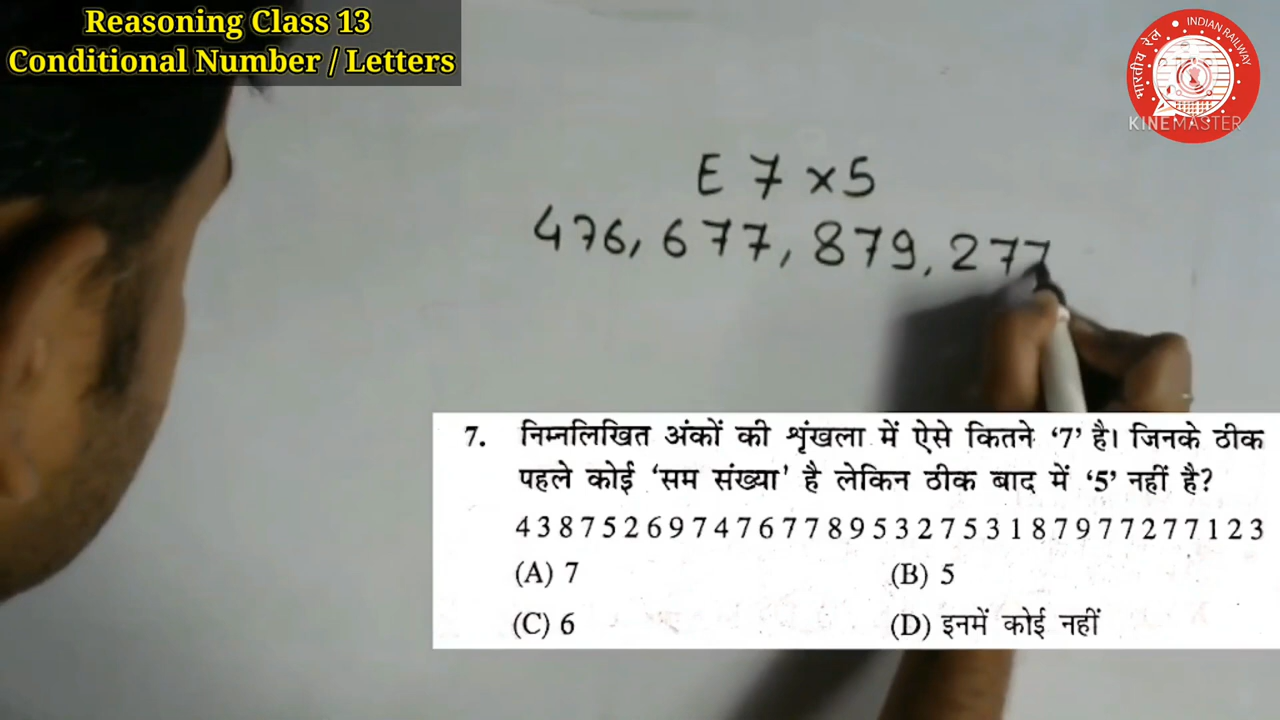 Reasoning Class 13
Conditional Number / Letters
भारतीय रेल • INDIAN RAILWAY
KINEMASTER
E 7 × 5
476, 677, 879, 277
7. निम्नलिखित अंकों की शृंखला में ऐसे कितने ‘7’ है। जिनके ठीक
पहले कोई ‘सम संख्या’ है लेकिन ठीक बाद में ‘5’ नहीं है?
4 3 8 7 5 2 6 9 7 4 7 6 7 7 8 9 5 3 2 7 5 3 1 8 7 9 7 7 2 7 7 1 2 3
(A) 7
(B) 5
(C) 6
(D) इनमें कोई नहीं